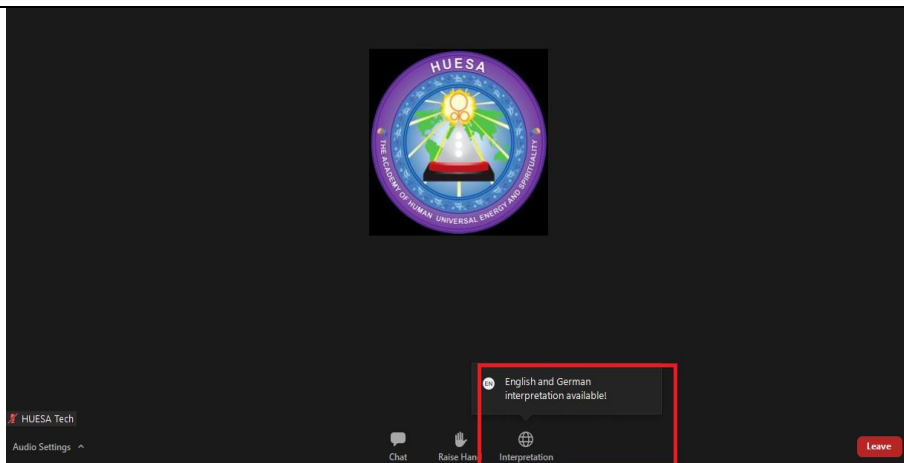 HUESA
THE ACADEMY OF HUMAN UNIVERSAL ENERGY AND SPIRITUALITY
EN
English and German
interpretation available!
HUESA Tech
Audio Settings
Chat
Raise Hand
Interpretation
Leave